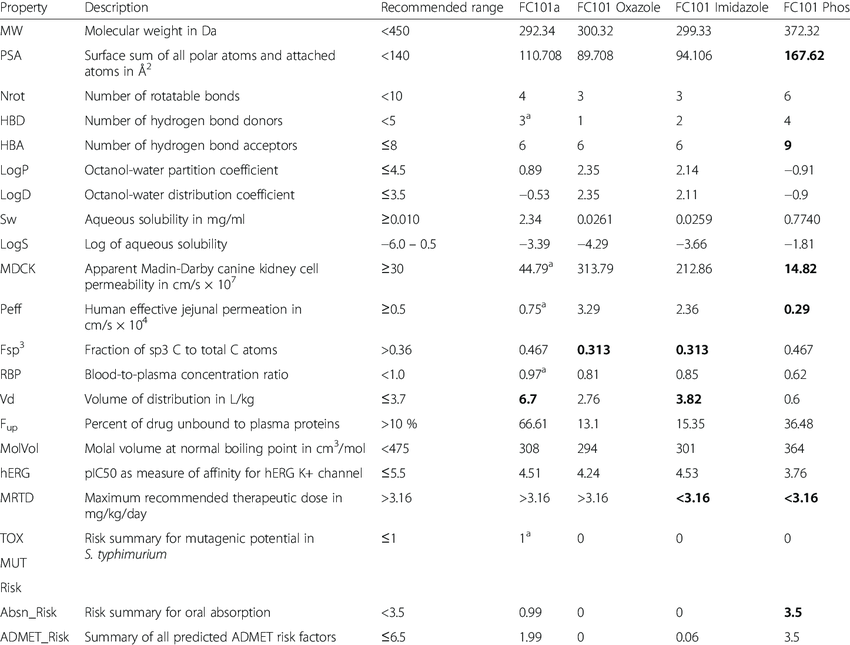 Property Description Recommended range FC101a FC101 Oxazole FC101 Imidazole FC101 Phos
MW Molecular weight in Da <450 292.34 300.32 299.33 372.32
PSA Surface sum of all polar atoms and attached atoms in Å² <140 110.708 89.708 94.106 167.62
Nrot Number of rotatable bonds <10 4 3 3 6
HBD Number of hydrogen bond donors <5 3ᵃ 1 2 4
HBA Number of hydrogen bond acceptors ≤8 6 6 6 9
LogP Octanol-water partition coefficient ≤4.5 0.89 2.35 2.14 −0.91
LogD Octanol-water distribution coefficient ≤3.5 −0.53 2.35 2.11 −0.9
Sw Aqueous solubility in mg/ml ≥0.010 2.34 0.0261 0.0259 0.7740
LogS Log of aqueous solubility −6.0 – 0.5 −3.39 −4.29 −3.66 −1.81
MDCK Apparent Madin-Darby canine kidney cell permeability in cm/s × 10⁷ ≥30 44.79ᵃ 313.79 212.86 14.82
Peff Human effective jejunal permeation in cm/s × 10⁴ ≥0.5 0.75ᵃ 3.29 2.36 0.29
Fsp³ Fraction of sp3 C to total C atoms >0.36 0.467 0.313 0.313 0.467
RBP Blood-to-plasma concentration ratio <1.0 0.97ᵃ 0.81 0.85 0.62
Vd Volume of distribution in L/kg ≤3.7 6.7 2.76 3.82 0.6
Fup Percent of drug unbound to plasma proteins >10 % 66.61 13.1 15.35 36.48
MolVol Molal volume at normal boiling point in cm³/mol <475 308 294 301 364
hERG pIC50 as measure of affinity for hERG K+ channel ≤5.5 4.51 4.24 4.53 3.76
MRTD Maximum recommended therapeutic dose in mg/kg/day >3.16 >3.16 >3.16 <3.16 <3.16
TOX Risk summary for mutagenic potential in S. typhimurium ≤1 1ᵃ 0 0 0
MUT
Risk
Absn_Risk Risk summary for oral absorption <3.5 0.99 0 0 3.5
ADMET_Risk Summary of all predicted ADMET risk factors ≤6.5 1.99 0 0.06 3.5